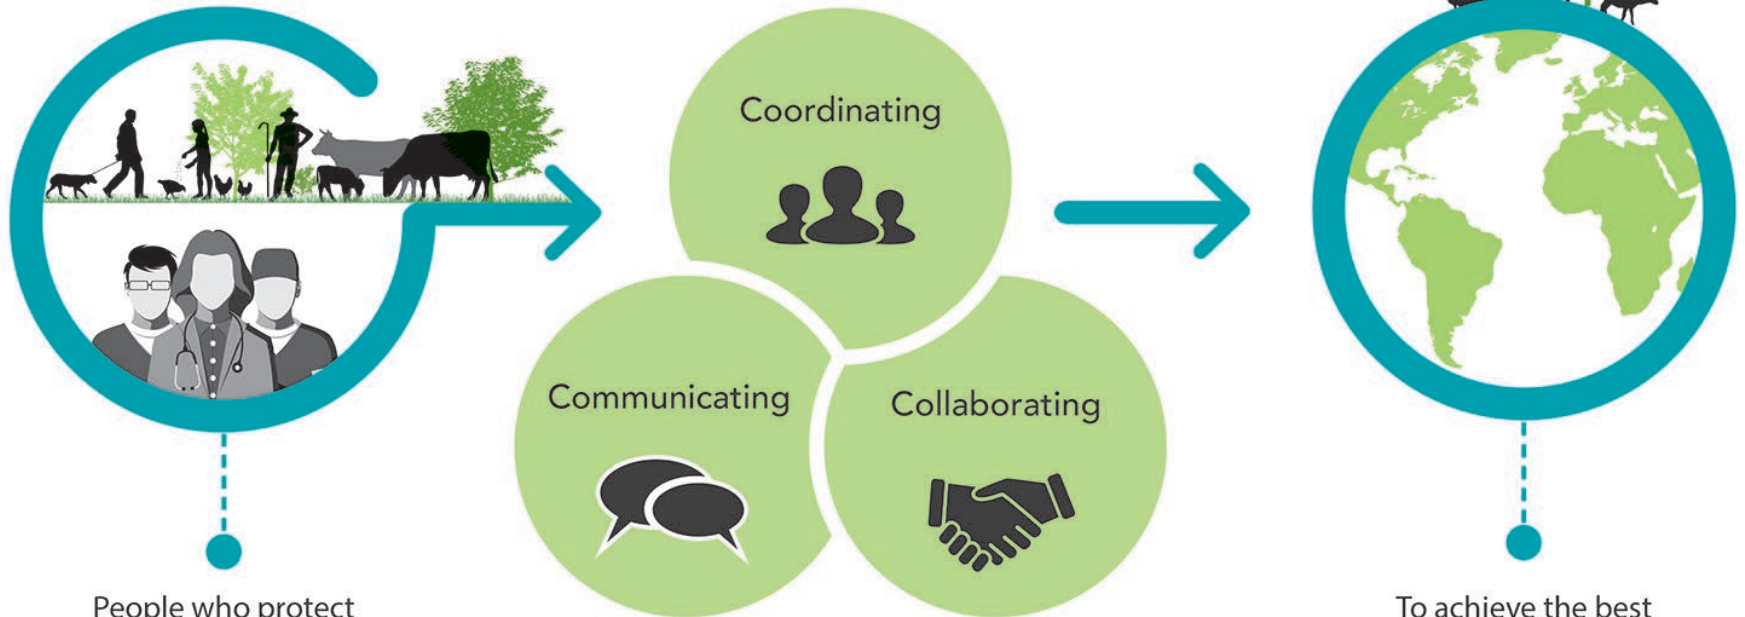 Coordinating
Communicating
Collaborating
People who protect
To achieve the best